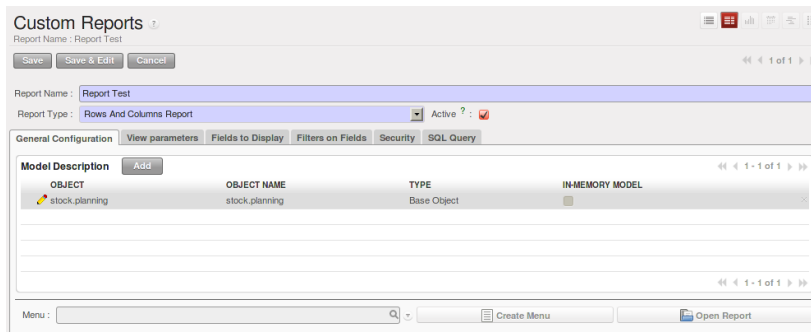 Custom Reports ?
Report Name : Report Test
Save Save & Edit Cancel
1 of 1
Report Name : Report Test
Report Type : Rows And Columns Report Active ? :
General Configuration View parameters Fields to Display Filters on Fields Security SQL Query
Model Description Add
1 - 1 of 1
OBJECT OBJECT NAME TYPE IN-MEMORY MODEL
stock.planning stock.planning Base Object
1 - 1 of 1
Menu : Create Menu Open Report